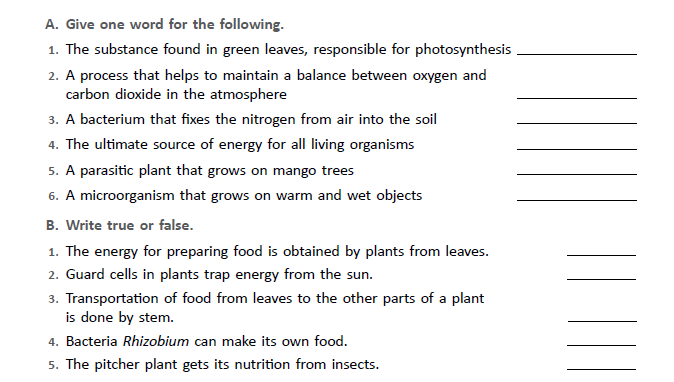 A. Give one word for the following.
1. The substance found in green leaves, responsible for photosynthesis
2. A process that helps to maintain a balance between oxygen and
carbon dioxide in the atmosphere
3. A bacterium that fixes the nitrogen from air into the soil
4. The ultimate source of energy for all living organisms
5. A parasitic plant that grows on mango trees
6. A microorganism that grows on warm and wet objects
B. Write true or false.
1. The energy for preparing food is obtained by plants from leaves.
2. Guard cells in plants trap energy from the sun.
3. Transportation of food from leaves to the other parts of a plant
is done by stem.
4. Bacteria Rhizobium can make its own food.
5. The pitcher plant gets its nutrition from insects.